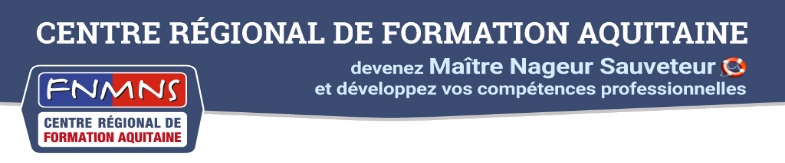 CENTRE RÉGIONAL DE FORMATION AQUITAINE
devenez Maître Nageur Sauveteur
et développez vos compétences professionnelles
FNMNS
CENTRE RÉGIONAL DE
FORMATION AQUITAINE